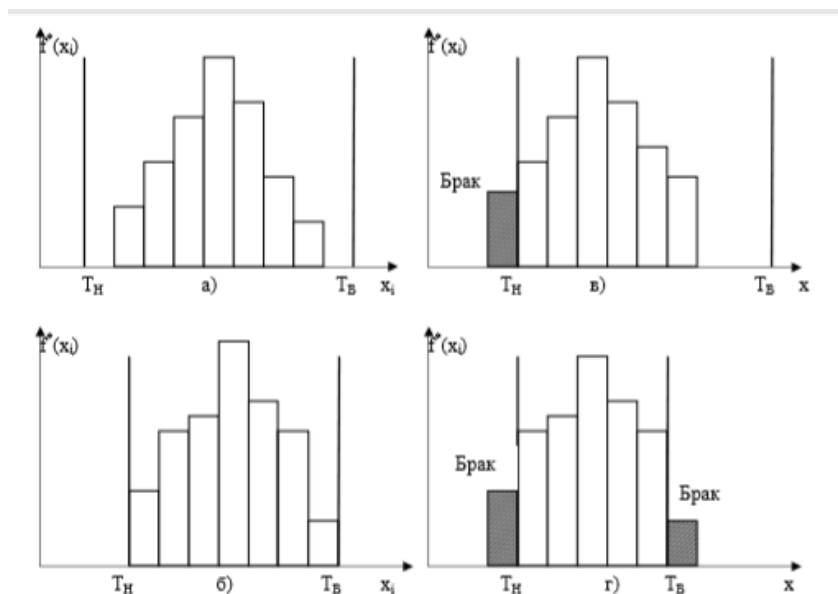 f*(xᵢ)
f*(xᵢ)
Брак
Tн а) Tв xᵢ
Tн в) Tв x
f*(xᵢ)
f*(xᵢ)
Брак
Брак
Tн б) Tв xᵢ
Tн г) Tв x